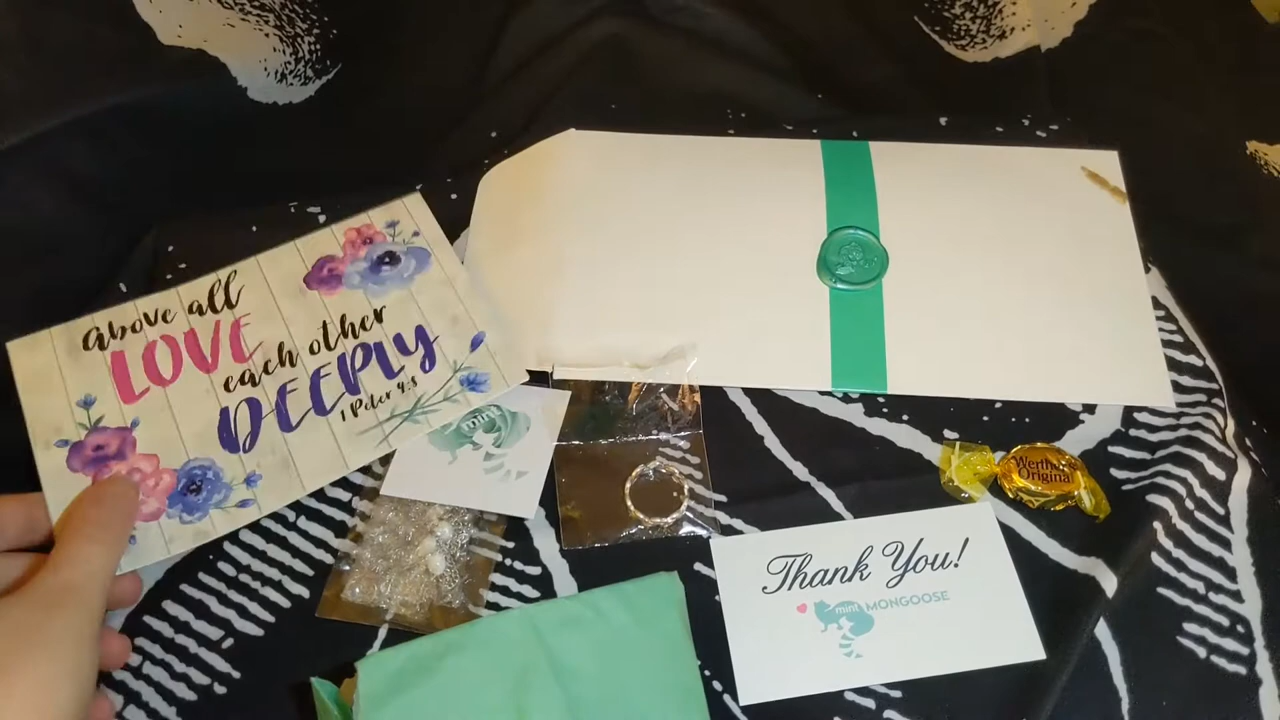 Above all
LOVE
each other
DEEPLY
1 Peter 4:8
mint
Werther's
Original
Thank You!
mint MONGOOSE